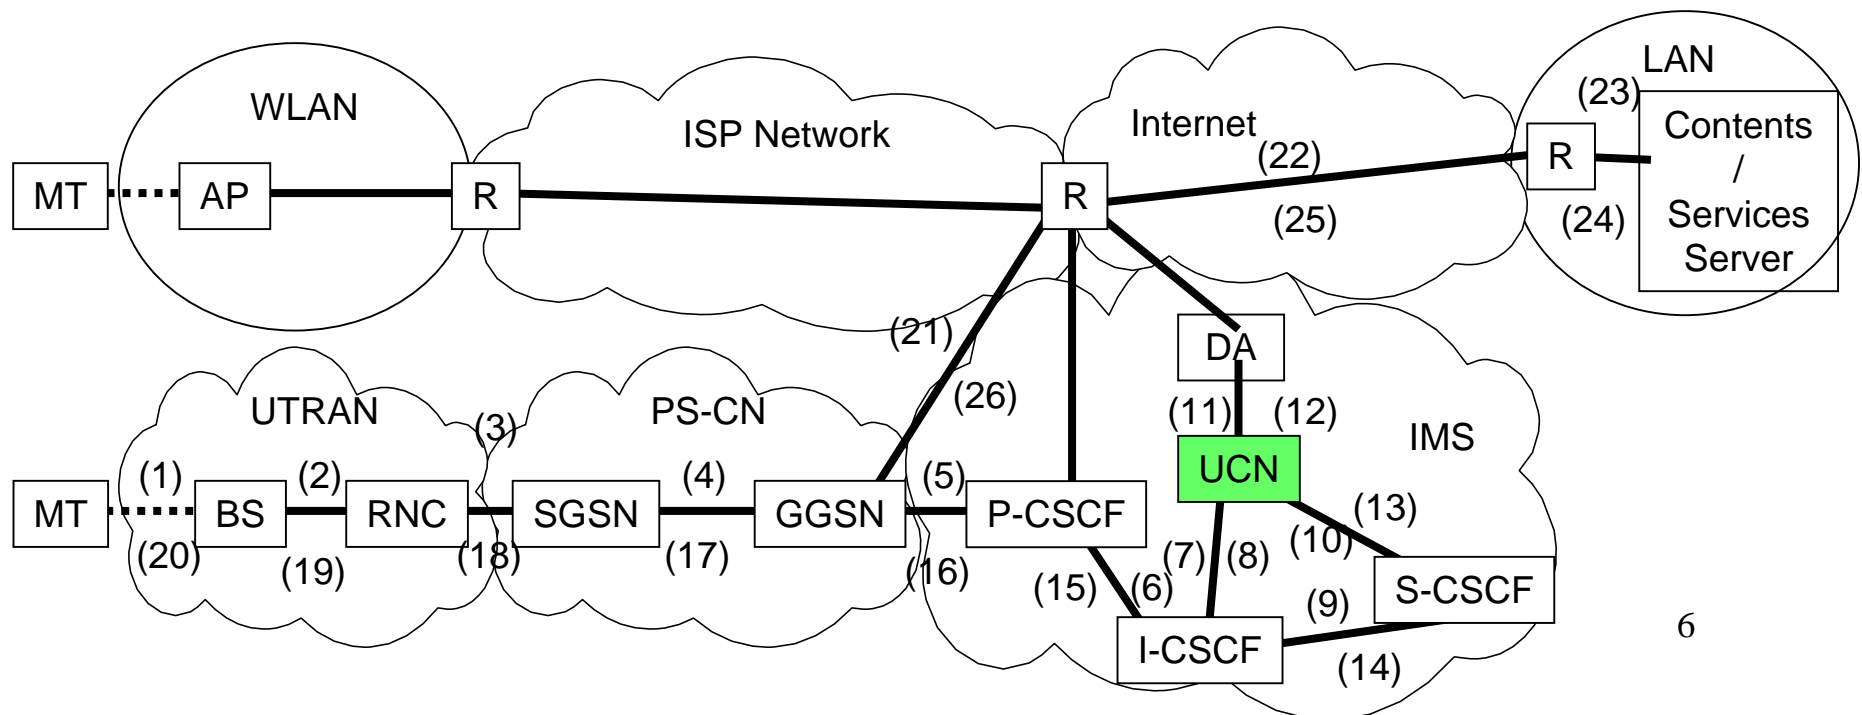 LAN
WLAN
(23)
ISP Network
Internet
(22)
Contents
/
Services
Server
MT
AP
R
R
R
(25)
(24)
(21)
DA
(26)
UTRAN
(3)
PS-CN
(11)
(12)
IMS
(1)
(2)
(4)
(5)
UCN
MT
BS
RNC
SGSN
GGSN
P-CSCF
(13)
(10)
(20)
(19)
(18)
(17)
(16)
(15)
(6)
(7)
(8)
S-CSCF
(9)
I-CSCF
(14)
6